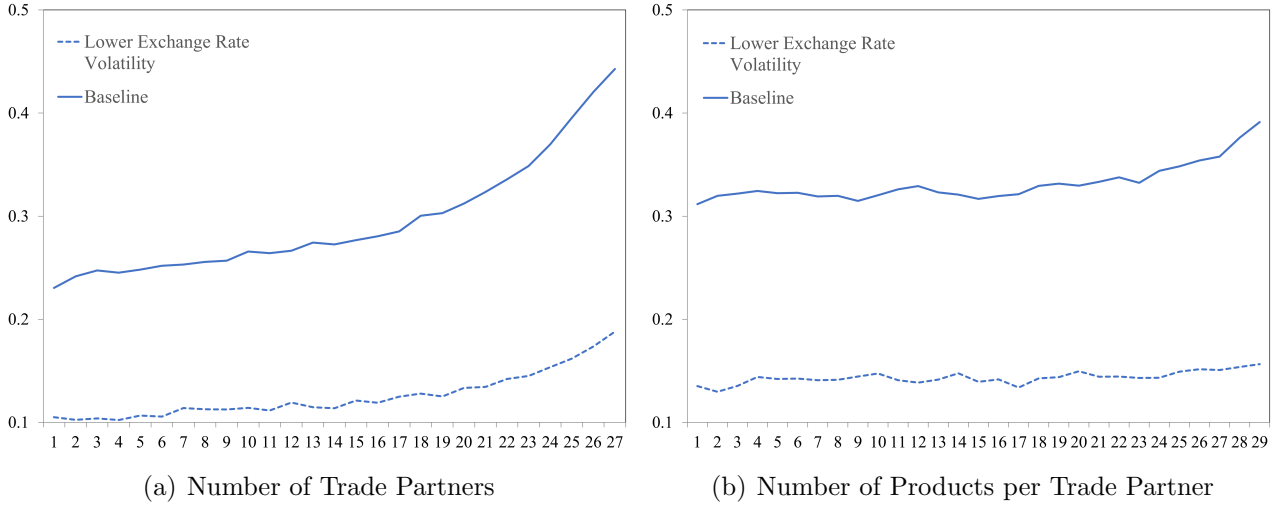 0.5
0.4
0.3
0.2
0.1
Lower Exchange Rate
Volatility
Baseline
1 2 3 4 5 6 7 8 9 10 11 12 13 14 15 16 17 18 19 20 21 22 23 24 25 26 27
(a) Number of Trade Partners
0.5
0.4
0.3
0.2
0.1
Lower Exchange Rate
Volatility
Baseline
1 2 3 4 5 6 7 8 9 10 11 12 13 14 15 16 17 18 19 20 21 22 23 24 25 26 27 28 29
(b) Number of Products per Trade Partner